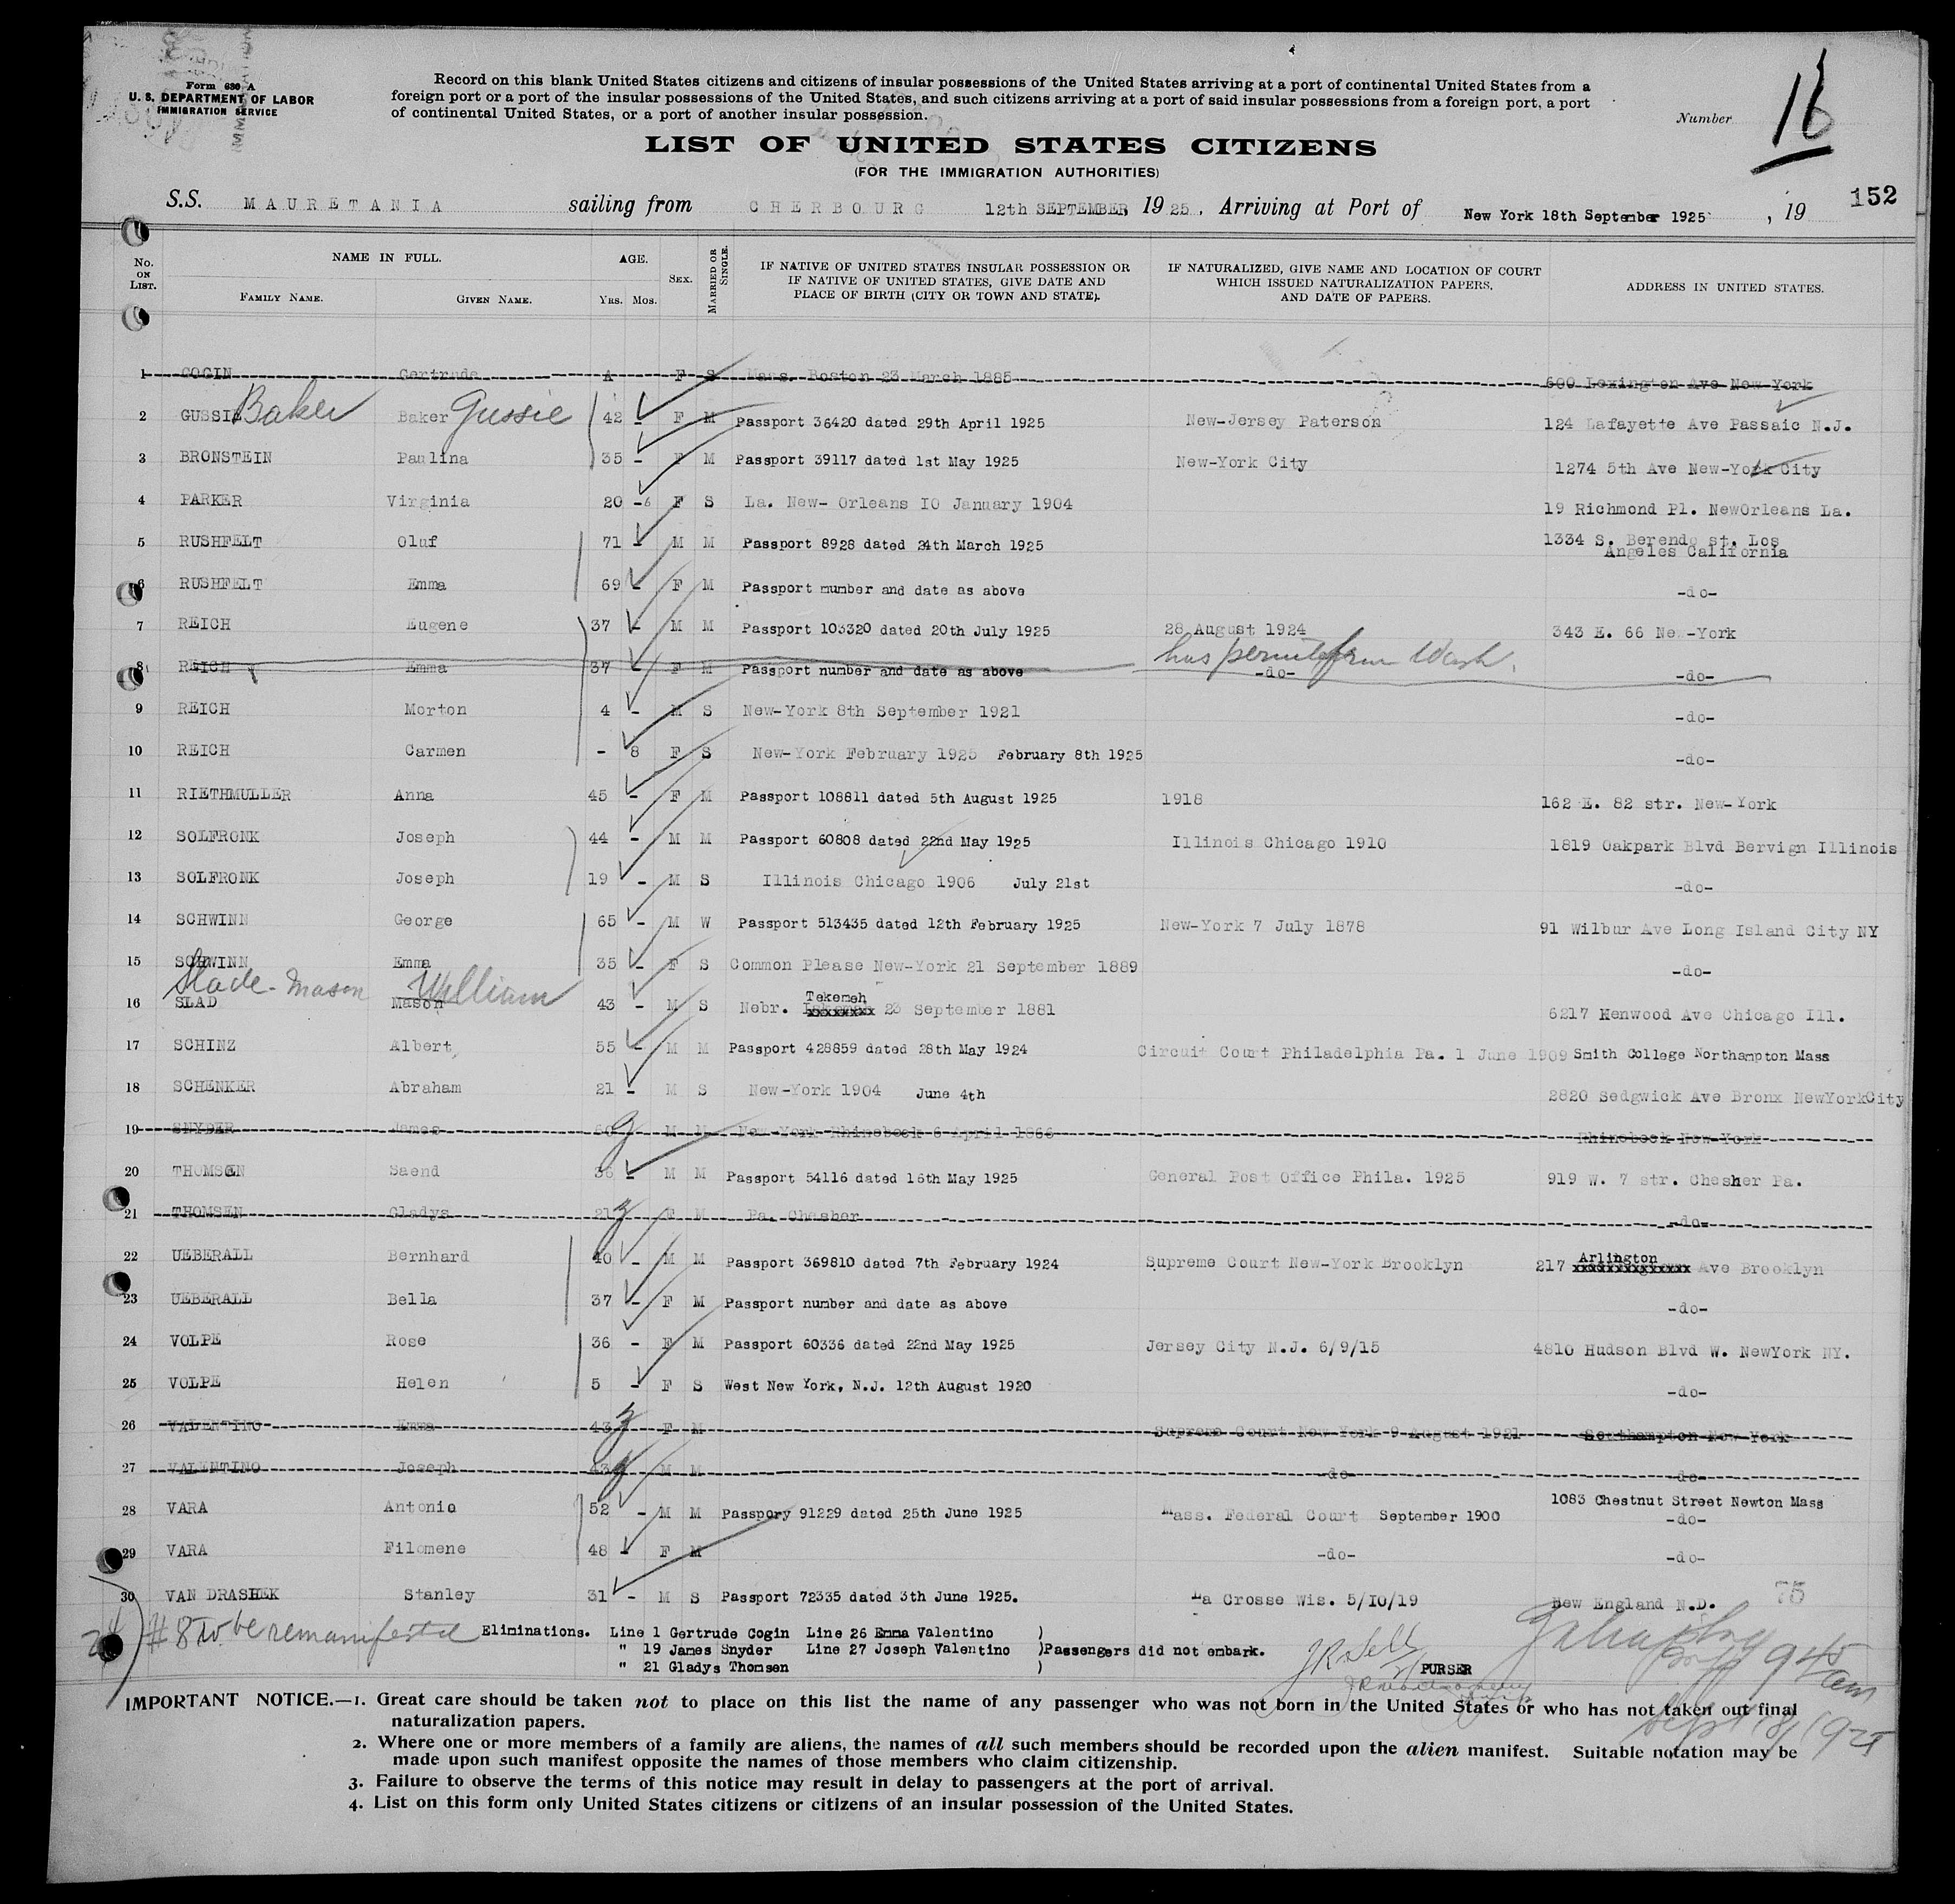 Form 630 A
U. S. DEPARTMENT OF LABOR
IMMIGRATION SERVICE
Record on this blank United States citizens and citizens of insular possessions of the United States arriving at a port of continental United States from a
foreign port or a port of the insular possessions of the United States, and such citizens arriving at a port of said insular possessions from a foreign port, a port
of continental United States, or a port of another insular possession.
Number 16
LIST OF UNITED STATES CITIZENS
(FOR THE IMMIGRATION AUTHORITIES)
152
S.S. MAURETANIA sailing from CHERBOURG 12th SEPTEMBER, 1925, Arriving at Port of New York 18th September 1925, 19
No. ON LIST. NAME IN FULL. FAMILY NAME. GIVEN NAME. AGE. Yrs. Mos. SEX. MARRIED OR SINGLE. IF NATIVE OF UNITED STATES INSULAR POSSESSION OR IF NATIVE OF UNITED STATES, GIVE DATE AND PLACE OF BIRTH (CITY OR TOWN AND STATE). IF NATURALIZED, GIVE NAME AND LOCATION OF COURT WHICH ISSUED NATURALIZATION PAPERS, AND DATE OF PAPERS. ADDRESS IN UNITED STATES.
1 COGIN Gertrude A F S Mass. Boston 23 March 1885 600 Lexington Ave New York
2 GUSSIE Baker Baker Gussie 42 - F M Passport 36420 dated 29th April 1925 New-Jersey Paterson 124 Lafayette Ave Passaic N.J.
3 BRONSTEIN Paulina 35 - F M Passport 39117 dated 1st May 1925 New-York City 1274 5th Ave New-York City
4 PARKER Virginia 20 -6 F S La. New- Orleans IO January 1904 19 Richmond Pl. NewOrleans La.
5 RUSHFELT Oluf 71 - M M Passport 8928 dated 24th March 1925 1334 S. Berendo st. Los Angeles California
6 RUSHFELT Emma 69 - F M Passport number and date as above -do-
7 REICH Eugene 37 - M M Passport 103320 dated 20th July 1925 28 August 1924 343 E. 66 New-York
has permit from Wash.
8 REICH Emma 37 - F M Passport number and date as above -do- -do-
9 REICH Morton 4 - M S New-York 8th September 1921 -do-
10 REICH Carmen - 8 F S New-York February 1925 February 8th 1925 -do-
11 RIETHMULLER Anna 45 - F M Passport 108811 dated 5th August 1925 1918 162 E. 82 str. New-York
12 SOLFRONK Joseph 44 - M M Passport 60808 dated 22nd May 1925 Illinois Chicago 1910 1819 Oakpark Blvd Bervign Illinois
13 SOLFRONK Joseph 19 - M S Illinois Chicago 1906 July 21st -do-
14 SCHWINN George 65 - M W Passport 513435 dated 12th February 1925 New-York 7 July 1878 91 Wilbur Ave Long Island City NY
15 SCHWINN Emma 35 - F S Common Please New-York 21 September 1889 -do-
Slade - Mason William
16 SLAD Mason 43 - M S Nebr. Tekemeh 23 September 1881 6217 Kenwood Ave Chicago Ill.
17 SCHINZ Albert 55 - M M Passport 428859 dated 28th May 1924 Circuit Court Philadelphia Pa. 1 June 1909 Smith College Northampton Mass
18 SCHENKER Abraham 21 - M S New-York 1904 June 4th 2820 Sedgwick Ave Bronx NewYorkCity
19 SNYDER James 60 M M New-York Rhinebeck 6 April 1866 Rhinebeck New-York
20 THOMSEN Saend 36 - M M Passport 54116 dated 16th May 1925 General Post Office Phila. 1925 919 W. 7 str. Chesher Pa.
21 THOMSEN Gladys 21 F M Pa. Chesher -do-
22 UEBERALL Bernhard 40 - M M Passport 369810 dated 7th February 1924 Supreme Court New-York Brooklyn 217 Arlington Ave Brooklyn
23 UEBERALL Bella 37 - F M Passport number and date as above -do-
24 VOLPE Rose 36 - F M Passport 60336 dated 22nd May 1925 Jersey City N.J. 6/9/15 4810 Hudson Blvd W. NewYork NY.
25 VOLPE Helen 5 - F S West New York, N.J. 12th August 1920 -do-
26 VALENTINO Emma 43 F M Supreme Court New York 9 August 1921 Southampton New York
27 VALENTINO Joseph 43 M M -do- -do-
28 VARA Antonio 52 - M M Passpory 91229 dated 25th June 1925 Mass. Federal Court September 1900 1083 Chestnut Street Newton Mass -do-
29 VARA Filomene 48 - F M -do- -do-
30 VAN DRASHEK Stanley 31 - M S Passport 72335 dated 3th June 1925. La Crosse Wis. 5/IO/19 New England N.D.
75
24 #8 to be remanifested
Eliminations. Line 1 Gertrude Cogin Line 26 Emma Valentino )
" 19 James Snyder Line 27 Joseph Valentino )Passengers did not embark.
" 21 Gladys Thomsen )
PURSER
945 am
Sept 18/1925
IMPORTANT NOTICE.—1. Great care should be taken not to place on this list the name of any passenger who was not born in the United States or who has not taken out final
naturalization papers.
2. Where one or more members of a family are aliens, the names of all such members should be recorded upon the alien manifest. Suitable notation may be
made upon such manifest opposite the names of those members who claim citizenship.
3. Failure to observe the terms of this notice may result in delay to passengers at the port of arrival.
4. List on this form only United States citizens or citizens of an insular possession of the United States.